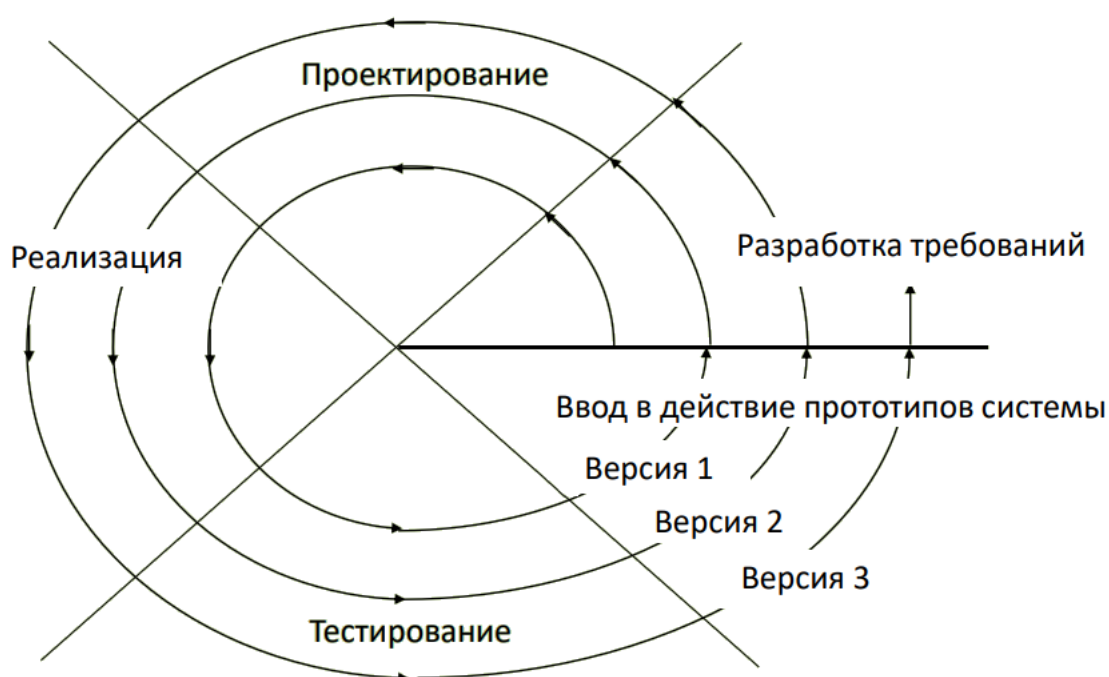 Проектирование
Разработка требований
Реализация
Ввод в действие прототипов системы
Версия 1
Версия 2
Версия 3
Тестирование